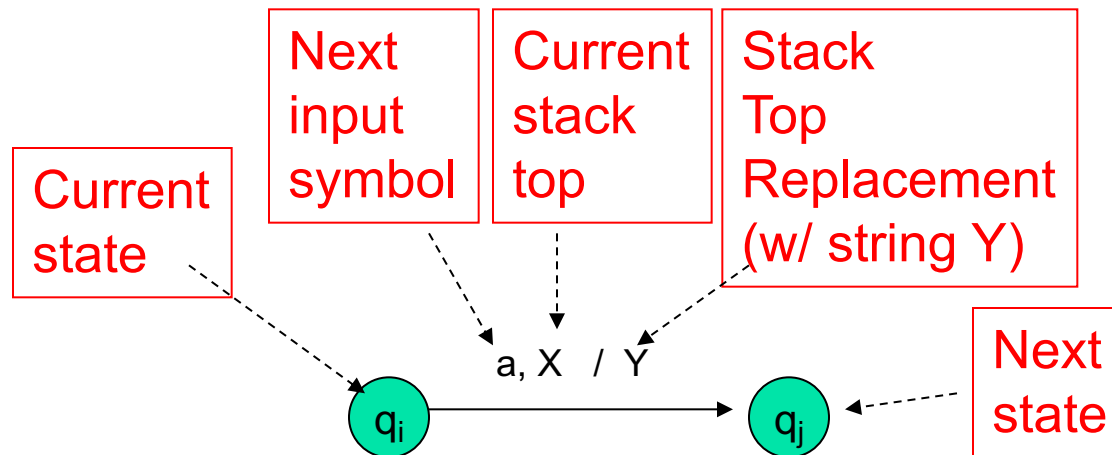 Next
input
symbol
Current
stack
top
Stack
Top
Replacement
(w/ string Y)
Current
state
a, X / Y
Next
state
qi
qj